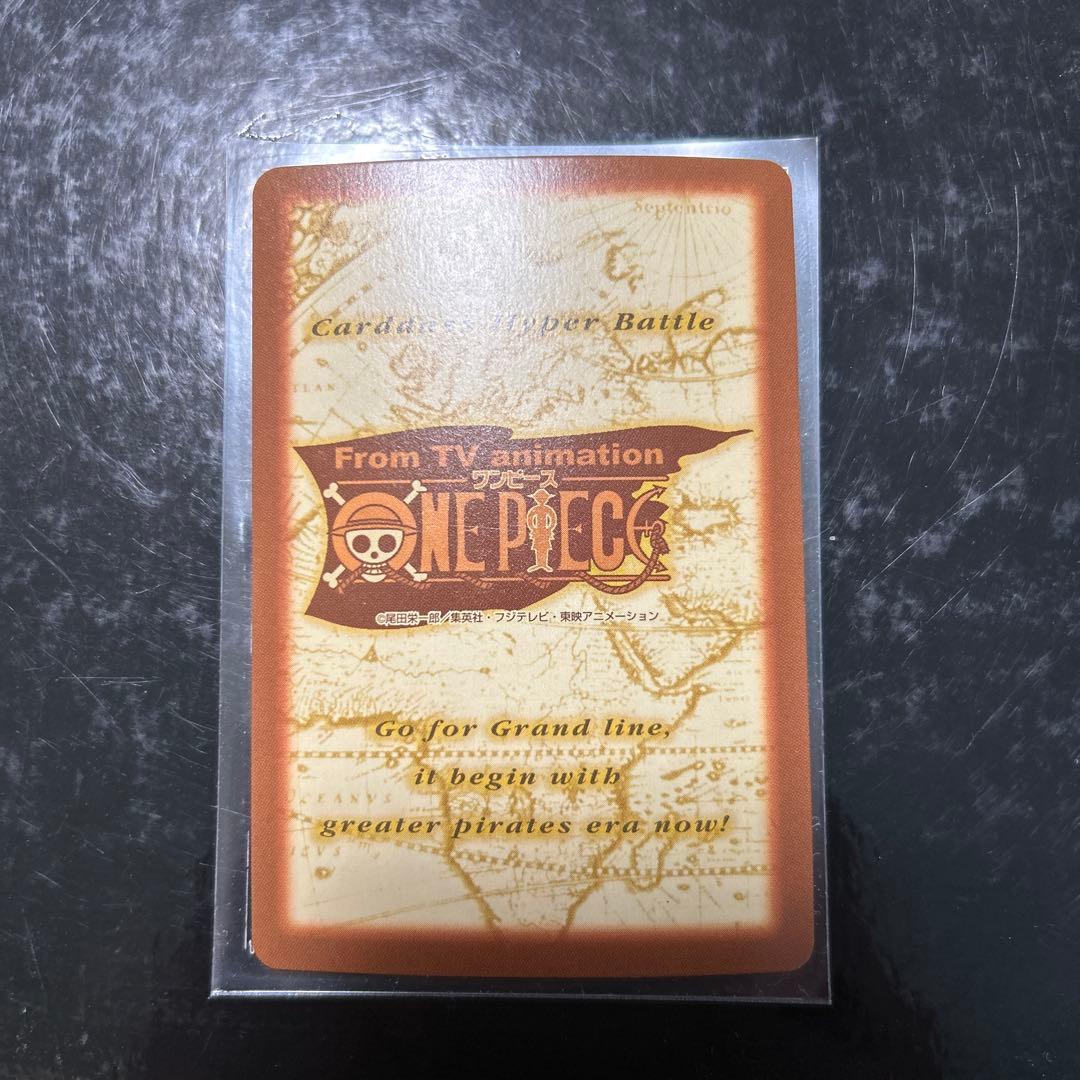 Septentrio
Carddass Hyper Battle
From TV animation
ワンピース
ONE PIECE
©尾田栄一郎／集英社・フジテレビ・東映アニメーション
Go for Grand line,
it begin with
greater pirates era now!